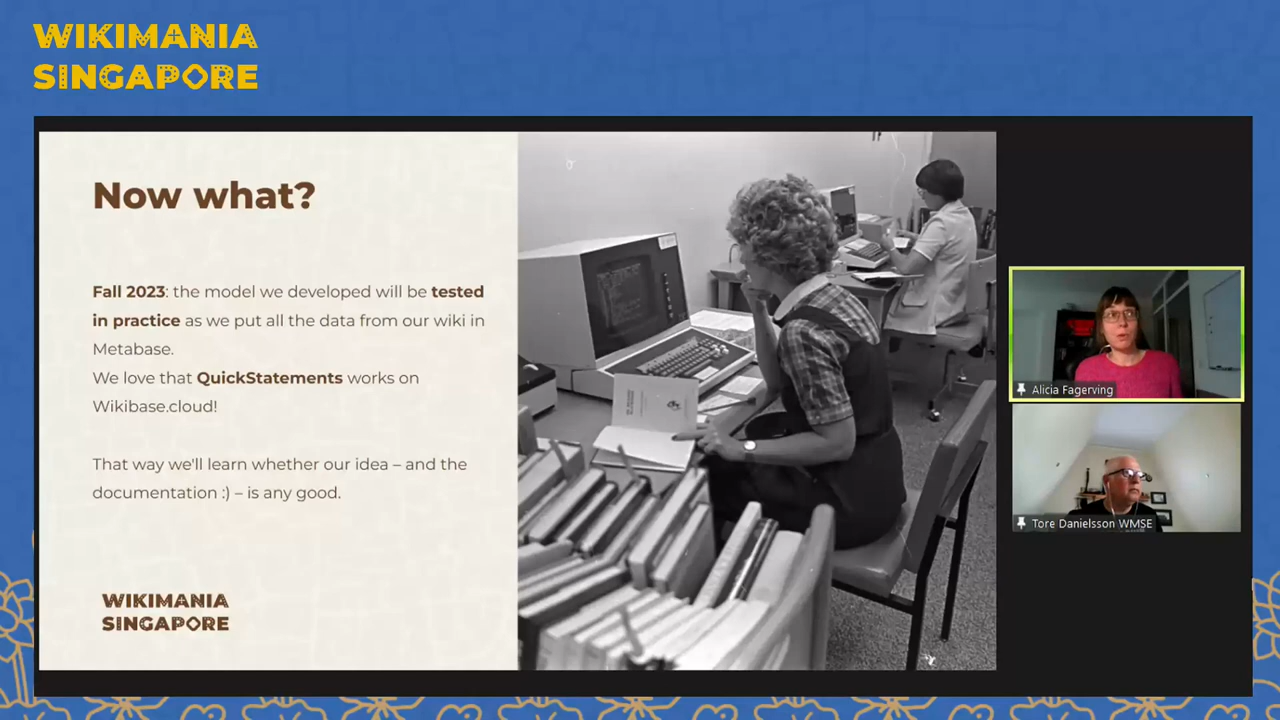 WIKIMANIA
SINGAPORE
Now what?
Fall 2023: the model we developed will be tested
in practice as we put all the data from our wiki in
Metabase.
We love that QuickStatements works on
Wikibase.cloud!
That way we'll learn whether our idea – and the
documentation :) – is any good.
WIKIMANIA
SINGAPORE
Alicia Fagerving
Tore Danielsson WMSE